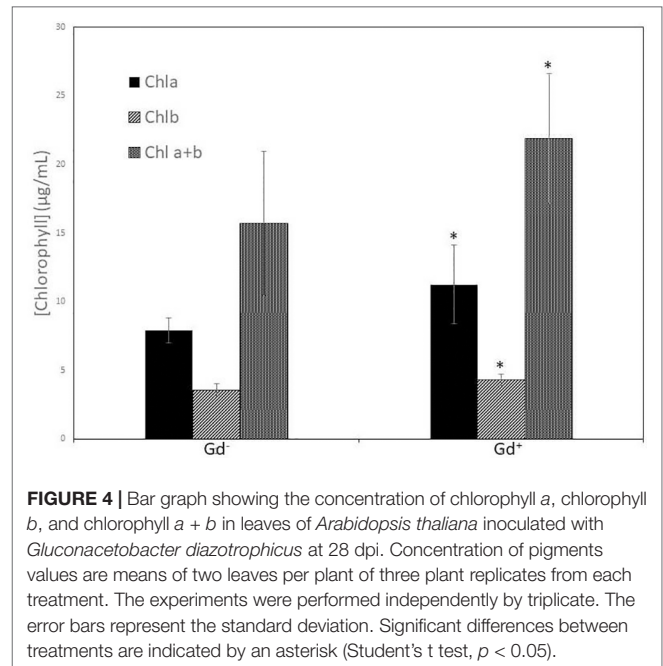 30
25
20
15
10
5
0
[Chlorophyll] (µg/mL)
Chla
Chlb
Chl a+b
*
*
*
Gd-
Gd+
FIGURE 4 | Bar graph showing the concentration of chlorophyll a, chlorophyll
b, and chlorophyll a + b in leaves of Arabidopsis thaliana inoculated with
Gluconacetobacter diazotrophicus at 28 dpi. Concentration of pigments
values are means of two leaves per plant of three plant replicates from each
treatment. The experiments were performed independently by triplicate. The
error bars represent the standard deviation. Significant differences between
treatments are indicated by an asterisk (Student's t test, p < 0.05).